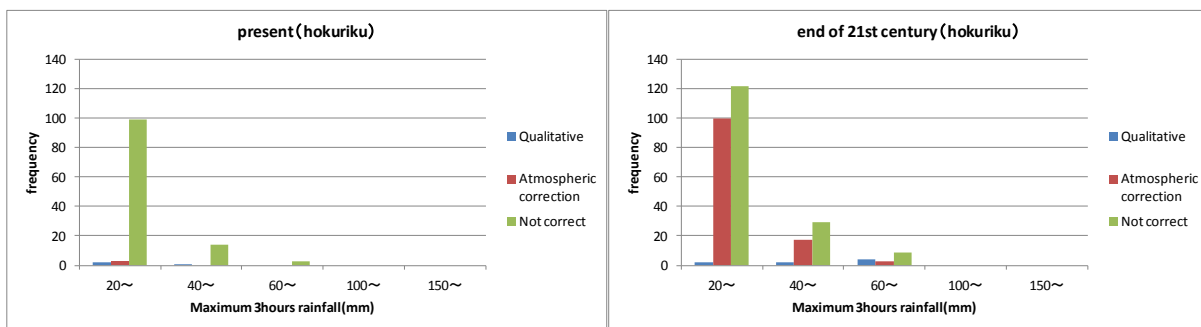 present（hokuriku）
140
120
100
80
60
40
20
0
frequency
20～ 40～ 60～ 100～ 150～
Maximum 3hours rainfall(mm)
Qualitative
Atmospheric
correction
Not correct
end of 21st century（hokuriku）
140
120
100
80
60
40
20
0
frequency
20～ 40～ 60～ 100～ 150～
Maximum 3hours rainfall(mm)
Qualitative
Atmospheric
correction
Not correct